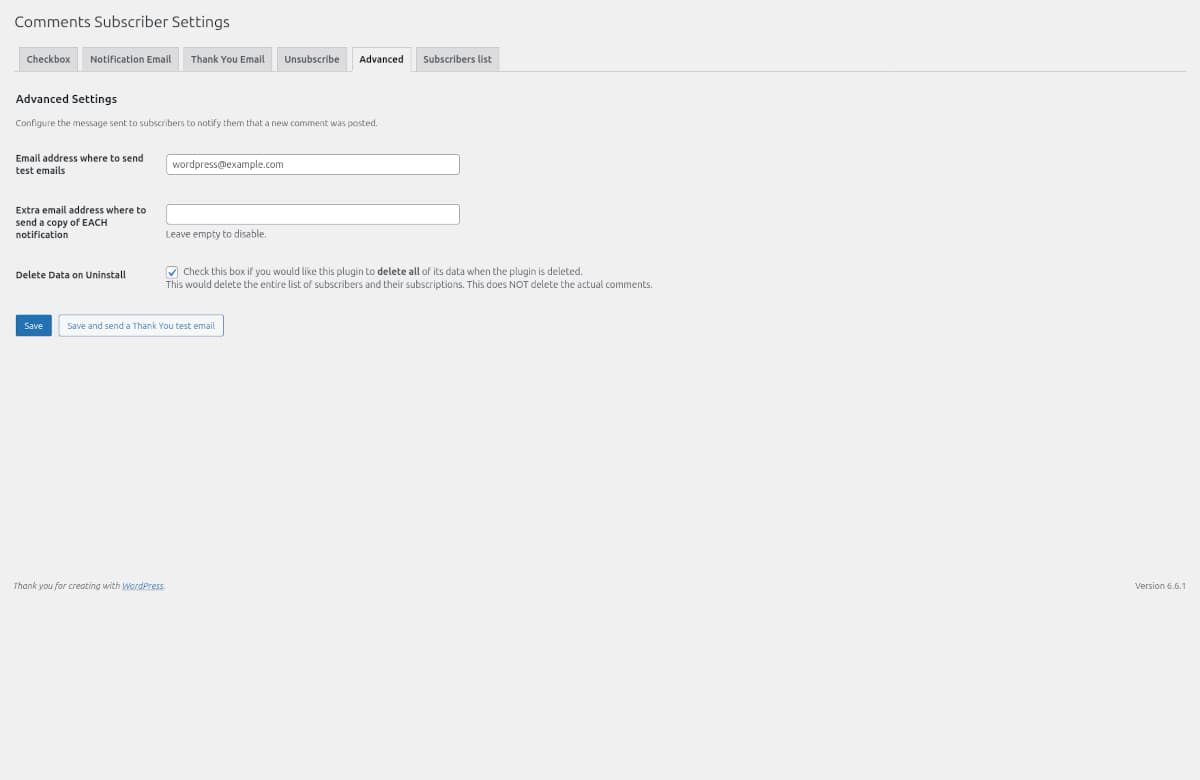 Comments Subscriber Settings
Checkbox Notification Email Thank You Email Unsubscribe Advanced Subscribers list
Advanced Settings
Configure the message sent to subscribers to notify them that a new comment was posted.
Email address where to send
test emails
wordpress@example.com
Extra email address where to
send a copy of EACH
notification
Leave empty to disable.
Delete Data on Uninstall
Check this box if you would like this plugin to delete all of its data when the plugin is deleted.
This would delete the entire list of subscribers and their subscriptions. This does NOT delete the actual comments.
Save Save and send a Thank You test email
Thank you for creating with WordPress. Version 6.6.1